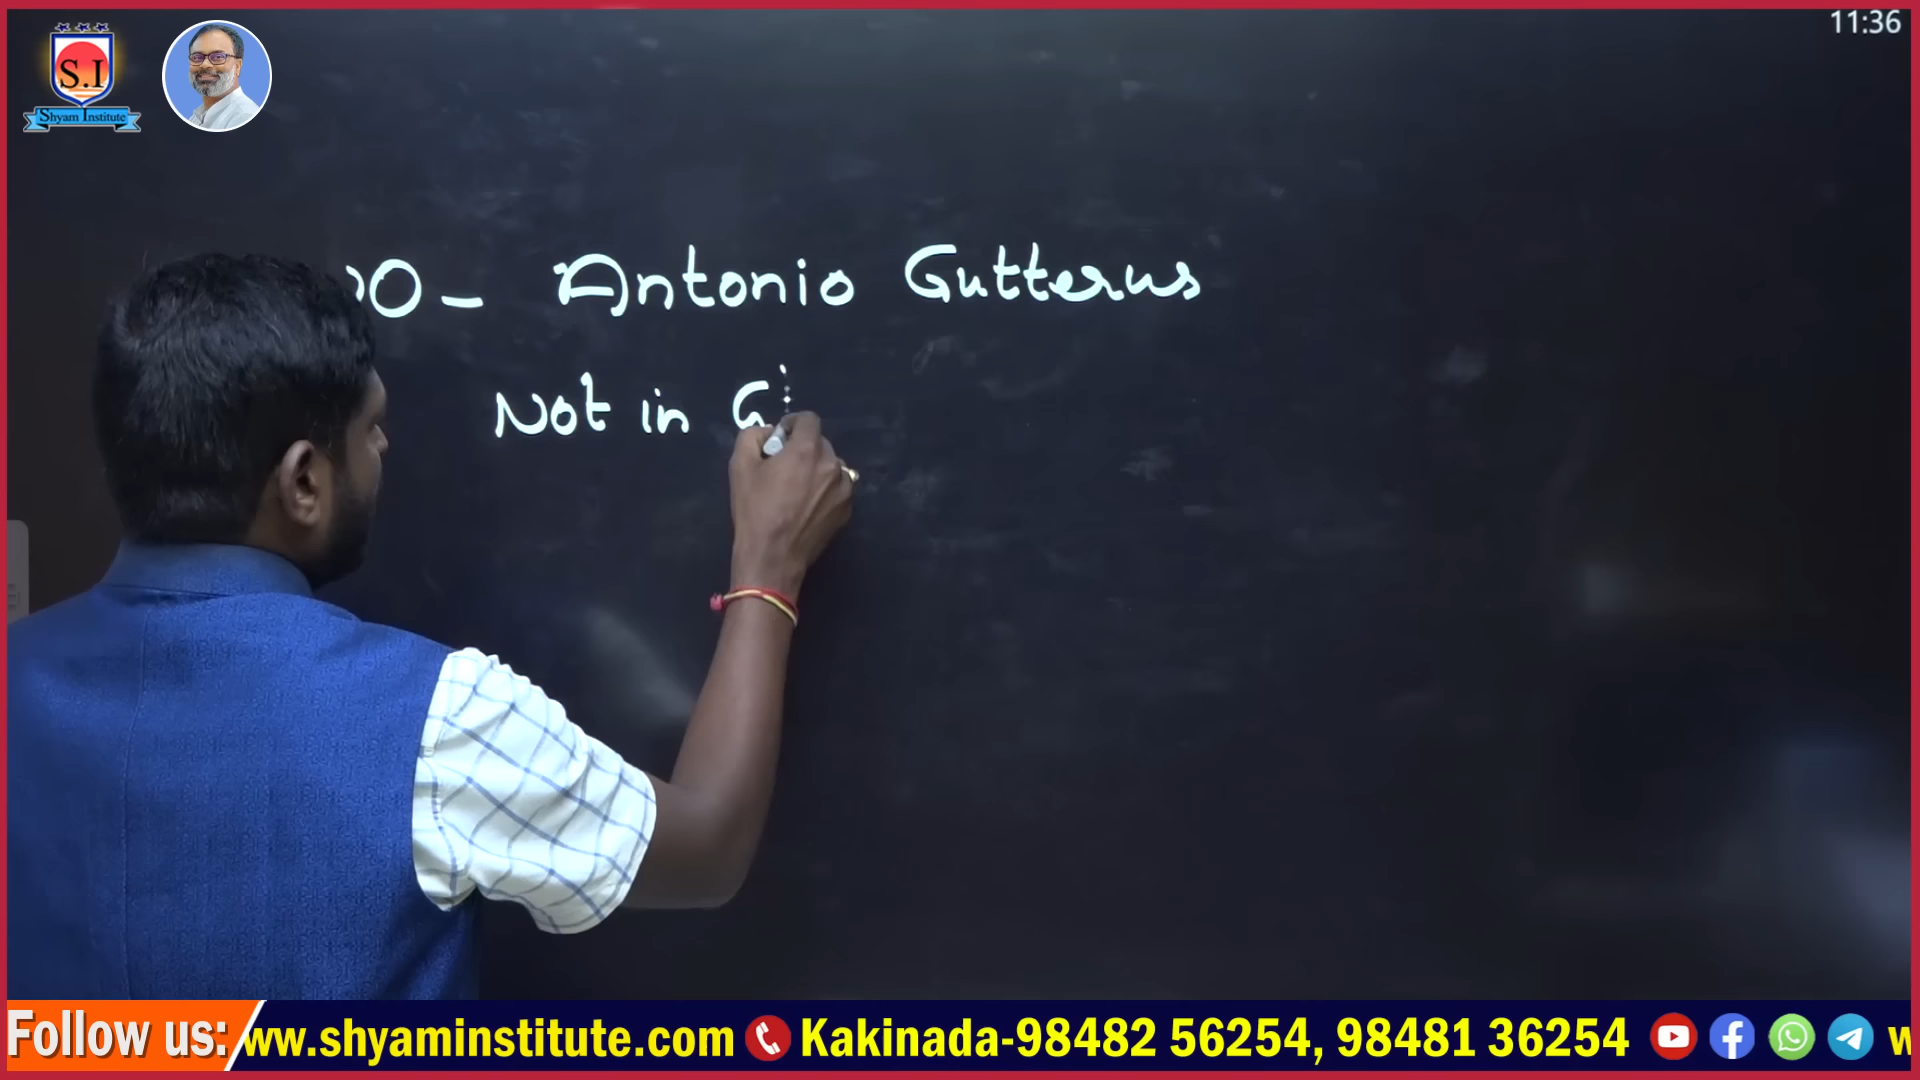 11:36
S.I
Shyam Institute
O - Antonio Gutterus
Not in G
Follow us: ww.shyaminstitute.com Kakinada-98482 56254, 98481 36254